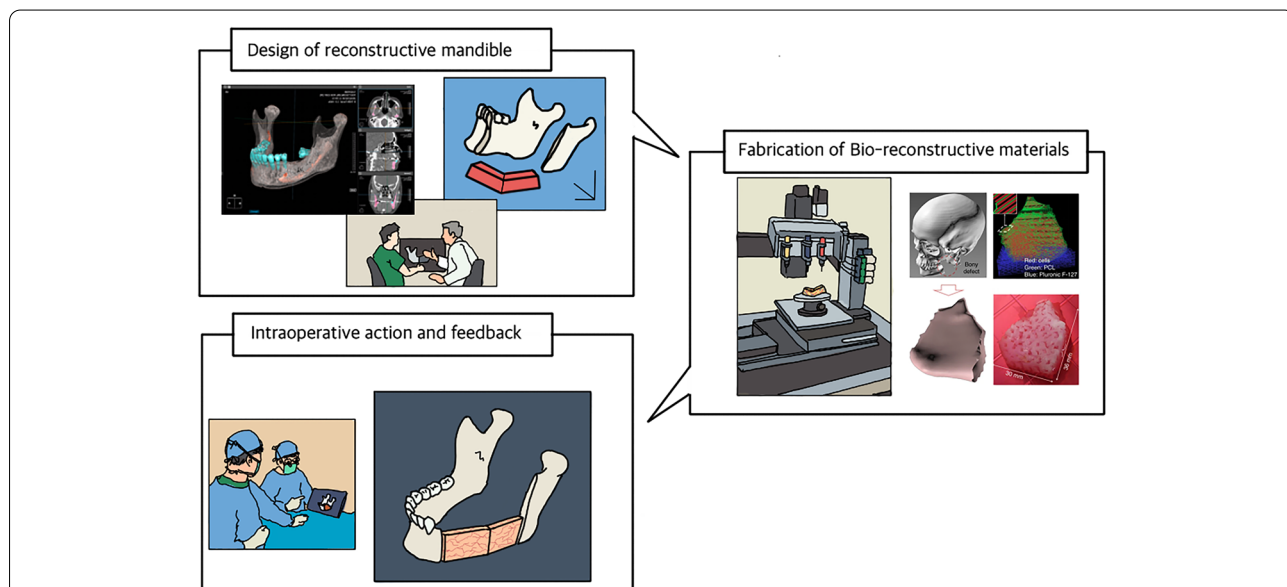 Design of reconstructive mandible
Fabrication of Bio-reconstructive materials
Bony
defect
Red: cells
Green: PCL
Blue: Pluronic F-127
30 mm
36 mm
Intraoperative action and feedback